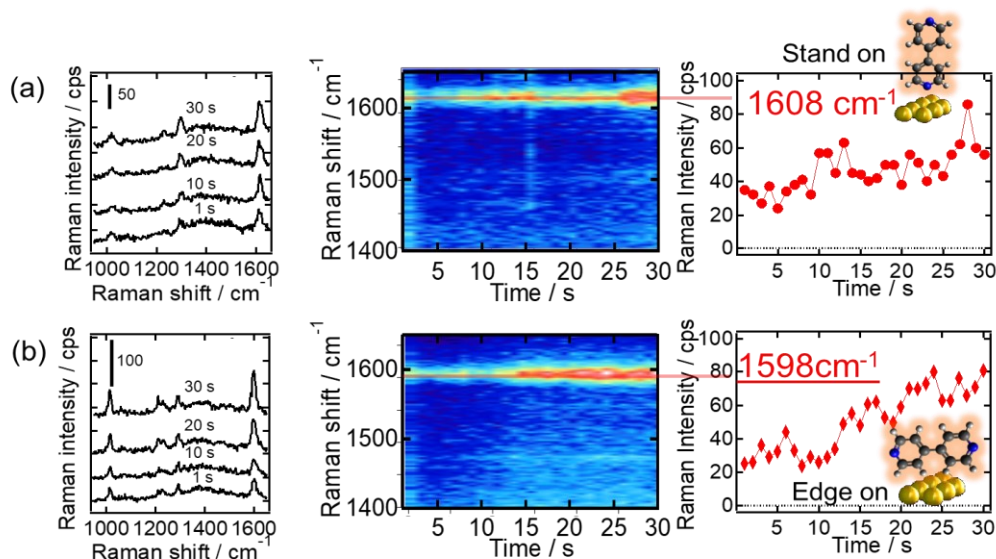 (a)
Raman intensity / cps
50
30 s
20 s
10 s
1 s
1000 1200 1400 1600
Raman shift / cm-1
Raman shift / cm-1
1600
1500
1400
5 10 15 20 25 30
Time / s
Stand on
1608 cm-1
Raman Intensity / cps
100
80
60
40
20
0
5 10 15 20 25 30
Time / s
(b)
Raman intensity / cps
100
30 s
20 s
10 s
1 s
1000 1200 1400 1600
Raman shift / cm-1
Raman shift / cm-1
1600
1500
1400
5 10 15 20 25 30
Time / s
1598cm-1
Raman Intensity / cps
100
80
60
40
20
0
Edge on
5 10 15 20 25 30
Time / s